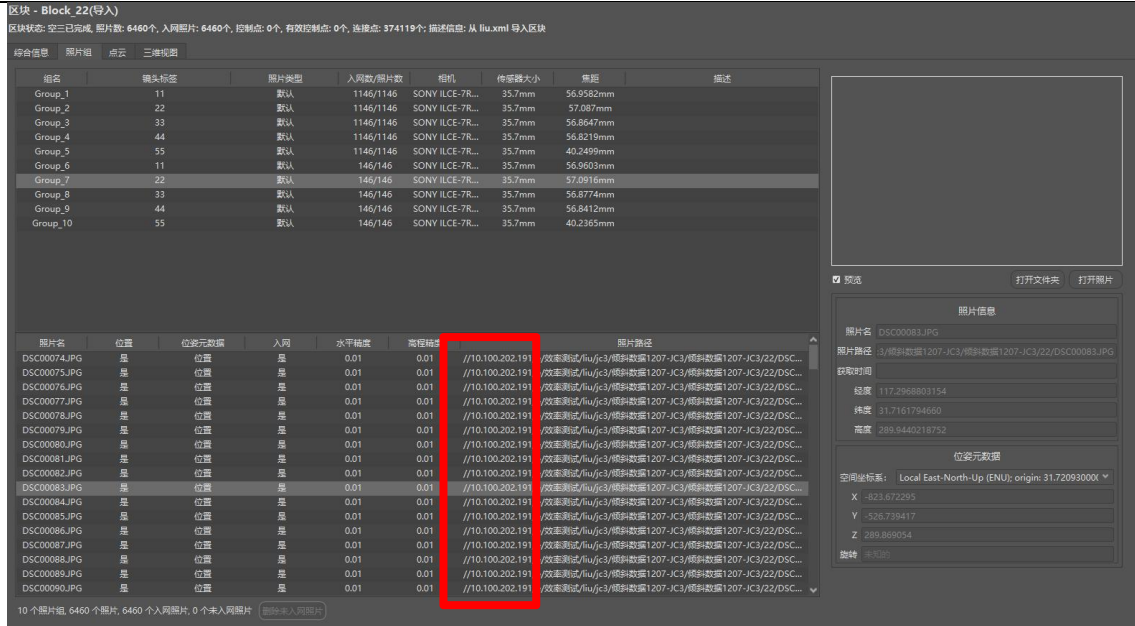 区块 - Block_22(导入)
区块状态: 空三已完成, 照片数: 6460个, 入网照片: 6460个, 控制点: 0个, 有效控制点: 0个, 连接点: 374119个; 描述信息: 从 liu.xml 导入区块
综合信息 照片组 点云 三维视图
组名 镜头标签 照片类型 入网数/照片数 相机 传感器大小 焦距 描述
Group_1 11 默认 1146/1146 SONY ILCE-7R... 35.7mm 56.9582mm
Group_2 22 默认 1146/1146 SONY ILCE-7R... 35.7mm 57.087mm
Group_3 33 默认 1146/1146 SONY ILCE-7R... 35.7mm 56.8647mm
Group_4 44 默认 1146/1146 SONY ILCE-7R... 35.7mm 56.8219mm
Group_5 55 默认 1146/1146 SONY ILCE-7R... 35.7mm 40.2499mm
Group_6 11 默认 146/146 SONY ILCE-7R... 35.7mm 56.9603mm
Group_7 22 默认 146/146 SONY ILCE-7R... 35.7mm 57.0916mm
Group_8 33 默认 146/146 SONY ILCE-7R... 35.7mm 56.8774mm
Group_9 44 默认 146/146 SONY ILCE-7R... 35.7mm 56.8412mm
Group_10 55 默认 146/146 SONY ILCE-7R... 35.7mm 40.2365mm
照片名 位置 位姿元数据 入网 水平精度 高程精度 照片路径
DSC00074.JPG 是 位置 是 0.01 0.01 //10.100.202.191 /效率测试/liu/jc3/倾斜数据1207-JC3/倾斜数据1207-JC3/22/DSC...
DSC00075.JPG 是 位置 是 0.01 0.01 //10.100.202.191 /效率测试/liu/jc3/倾斜数据1207-JC3/倾斜数据1207-JC3/22/DSC...
DSC00076.JPG 是 位置 是 0.01 0.01 //10.100.202.191 /效率测试/liu/jc3/倾斜数据1207-JC3/倾斜数据1207-JC3/22/DSC...
DSC00077.JPG 是 位置 是 0.01 0.01 //10.100.202.191 /效率测试/liu/jc3/倾斜数据1207-JC3/倾斜数据1207-JC3/22/DSC...
DSC00078.JPG 是 位置 是 0.01 0.01 //10.100.202.191 /效率测试/liu/jc3/倾斜数据1207-JC3/倾斜数据1207-JC3/22/DSC...
DSC00079.JPG 是 位置 是 0.01 0.01 //10.100.202.191 /效率测试/liu/jc3/倾斜数据1207-JC3/倾斜数据1207-JC3/22/DSC...
DSC00080.JPG 是 位置 是 0.01 0.01 //10.100.202.191 /效率测试/liu/jc3/倾斜数据1207-JC3/倾斜数据1207-JC3/22/DSC...
DSC00081.JPG 是 位置 是 0.01 0.01 //10.100.202.191 /效率测试/liu/jc3/倾斜数据1207-JC3/倾斜数据1207-JC3/22/DSC...
DSC00082.JPG 是 位置 是 0.01 0.01 //10.100.202.191 /效率测试/liu/jc3/倾斜数据1207-JC3/倾斜数据1207-JC3/22/DSC...
DSC00083.JPG 是 位置 是 0.01 0.01 //10.100.202.191 /效率测试/liu/jc3/倾斜数据1207-JC3/倾斜数据1207-JC3/22/DSC...
DSC00084.JPG 是 位置 是 0.01 0.01 //10.100.202.191 /效率测试/liu/jc3/倾斜数据1207-JC3/倾斜数据1207-JC3/22/DSC...
DSC00085.JPG 是 位置 是 0.01 0.01 //10.100.202.191 /效率测试/liu/jc3/倾斜数据1207-JC3/倾斜数据1207-JC3/22/DSC...
DSC00086.JPG 是 位置 是 0.01 0.01 //10.100.202.191 /效率测试/liu/jc3/倾斜数据1207-JC3/倾斜数据1207-JC3/22/DSC...
DSC00087.JPG 是 位置 是 0.01 0.01 //10.100.202.191 /效率测试/liu/jc3/倾斜数据1207-JC3/倾斜数据1207-JC3/22/DSC...
DSC00088.JPG 是 位置 是 0.01 0.01 //10.100.202.191 /效率测试/liu/jc3/倾斜数据1207-JC3/倾斜数据1207-JC3/22/DSC...
DSC00089.JPG 是 位置 是 0.01 0.01 //10.100.202.191 /效率测试/liu/jc3/倾斜数据1207-JC3/倾斜数据1207-JC3/22/DSC...
DSC00090.JPG 是 位置 是 0.01 0.01 //10.100.202.191 /效率测试/liu/jc3/倾斜数据1207-JC3/倾斜数据1207-JC3/22/DSC...
10 个照片组, 6460 个照片, 6460 个入网照片, 0 个未入网照片 删除未入网照片
预览 打开文件夹 打开照片
照片信息
照片名 DSC00083.JPG
照片路径 :3/倾斜数据1207-JC3/倾斜数据1207-JC3/22/DSC00083.JPG
获取时间
经度 117.2968803154
纬度 31.7161794660
高度 289.9440218752
位姿元数据
空间坐标系: Local East-North-Up (ENU); origin: 31.72093000(
X -823.672295
Y -526.739417
Z 289.869054
旋转 未知的